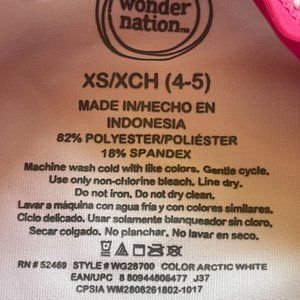 wonder
nation™
XS/XCH (4-5)
MADE IN/HECHO EN
INDONESIA
82% POLYESTER/POLIÉSTER
18% SPANDEX
Machine wash cold with like colors. Gentle cycle.
Use only non-chlorine bleach. Line dry.
Do not iron. Do not dry clean.
Lavar a máquina con agua fría y con colores similares.
Ciclo delicado. Usar solamente blanqueador sin cloro.
Secar colgado. No planchar. No lavar en seco.
RN # 52469 STYLE # WG28700 COLOR ARCTIC WHITE
EAN/UPC 8 50944606477 J37
CPSIA WM2808261802-1017